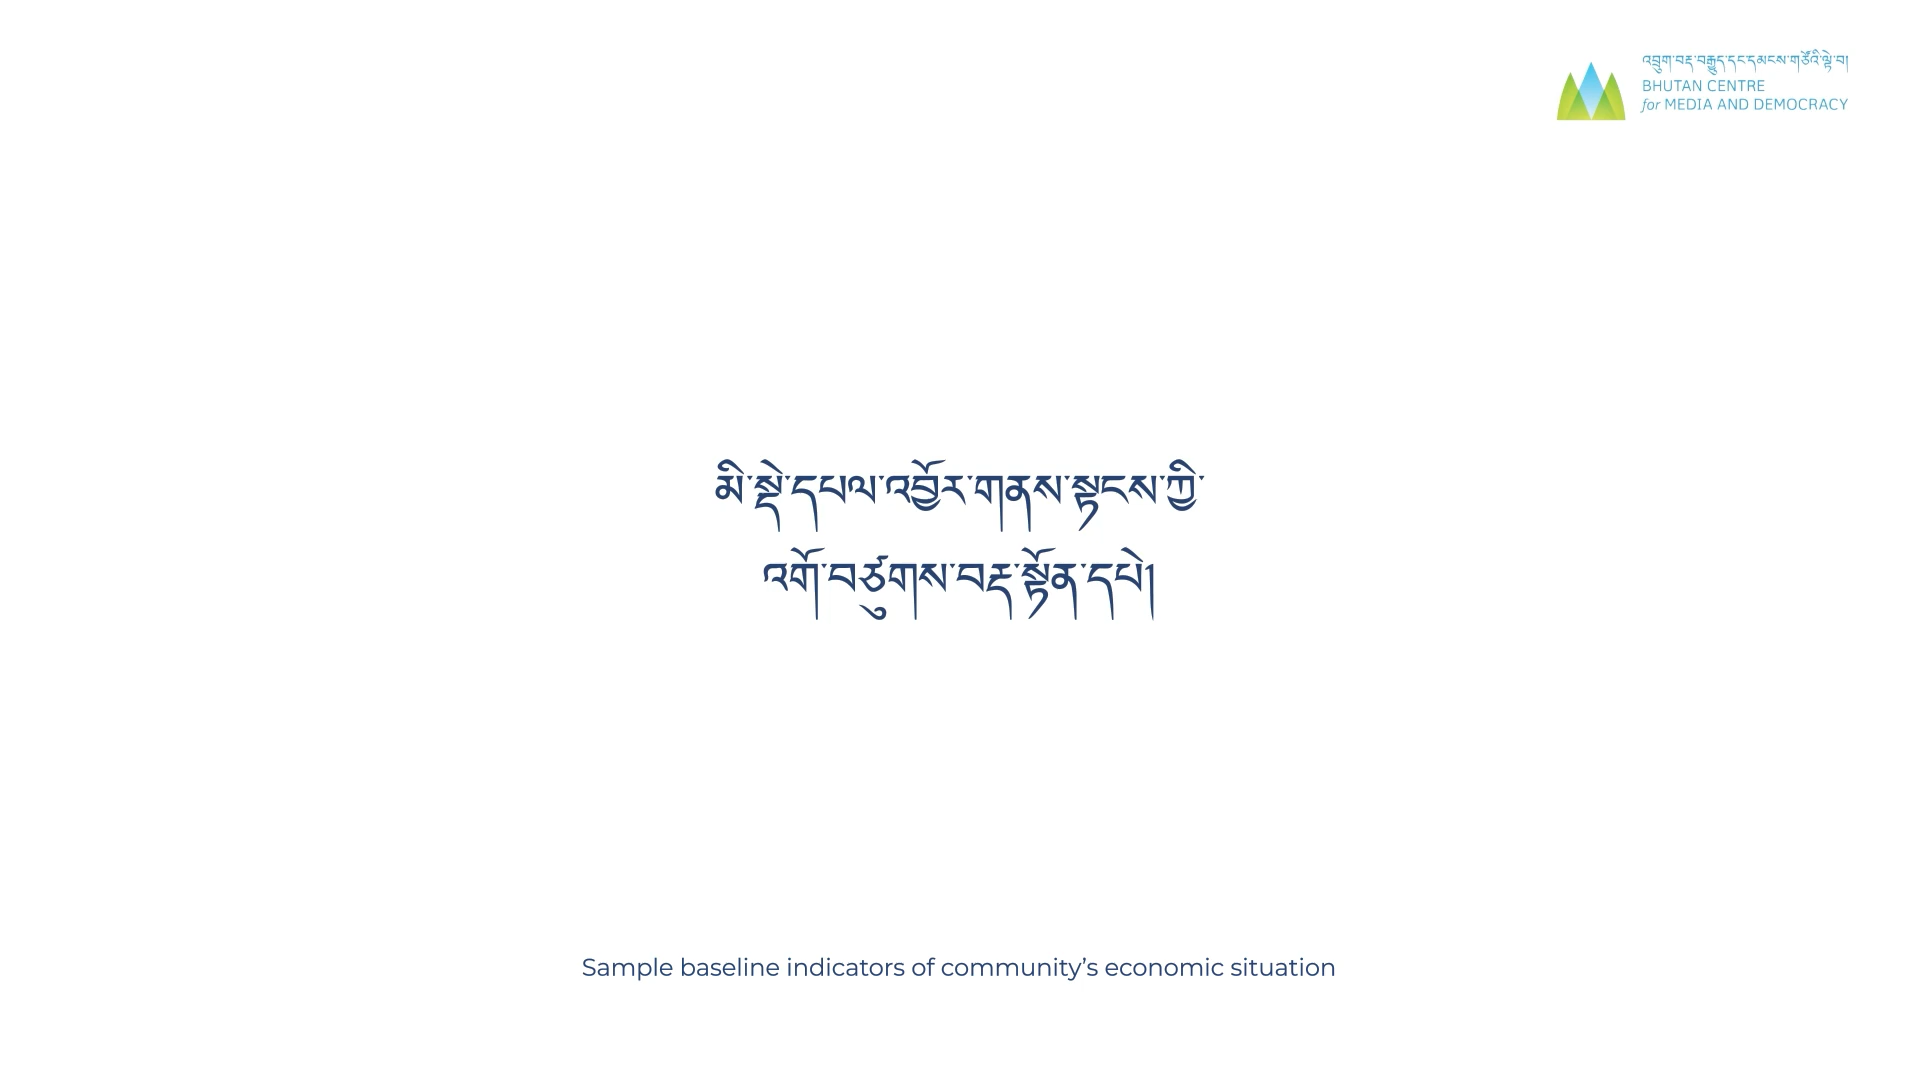 འབྲུག་བརྡ་བརྒྱུད་དང་དམངས་གཙོའི་ལྟེ་བ།
BHUTAN CENTRE
for MEDIA AND DEMOCRACY
མི་སྡེ་དཔལ་འབྱོར་གནས་སྟངས་ཀྱི་
འགོ་བཙུགས་བརྡ་སྟོན་དཔེ།
Sample baseline indicators of community’s economic situation